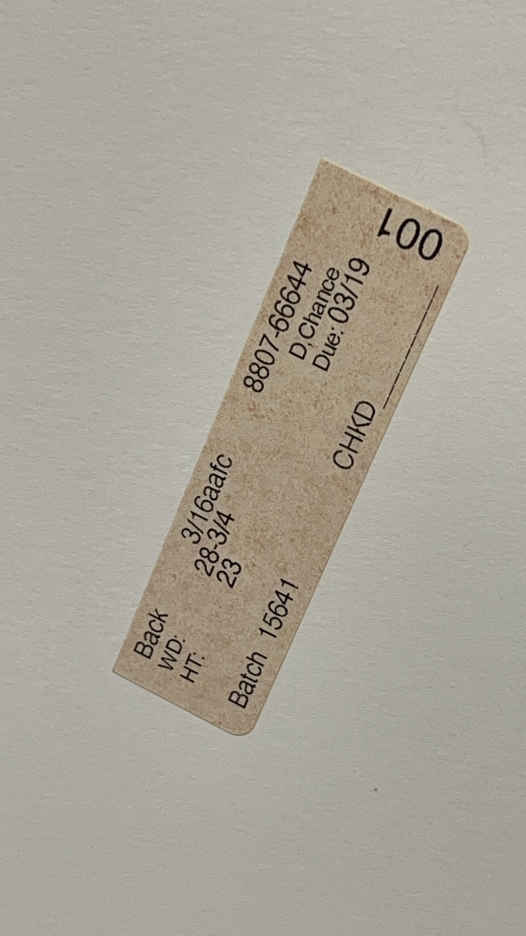 Back 3/16aafc 8807-66644
WD: 28-3/4 D,Chance
HT: 23 Due: 03/19
Batch 15641 CHKD ________
001